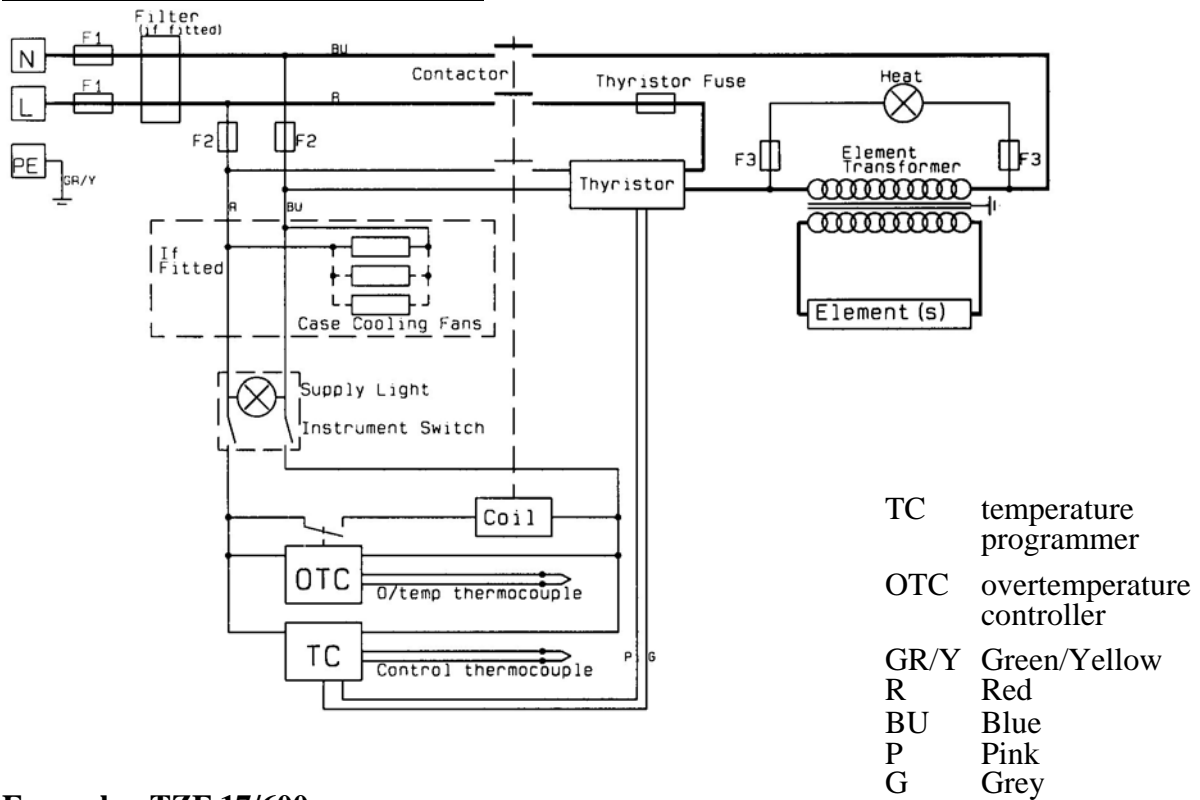 Filter
(if fitted)
F1
N
BU
Contactor
Thyristor Fuse
Heat
F1
L
R
F2
F2
F3
F3
Element
Transformer
PE
GR/Y
Thyristor
R
BU
If
Fitted
Case Cooling Fans
Element(s)
Supply Light
Instrument Switch
Coil
OTC
O/temp thermocouple
TC
Control thermocouple
P
G
TC temperature
programmer
OTC overtemperature
controller
GR/Y Green/Yellow
R Red
BU Blue
P Pink
G Grey